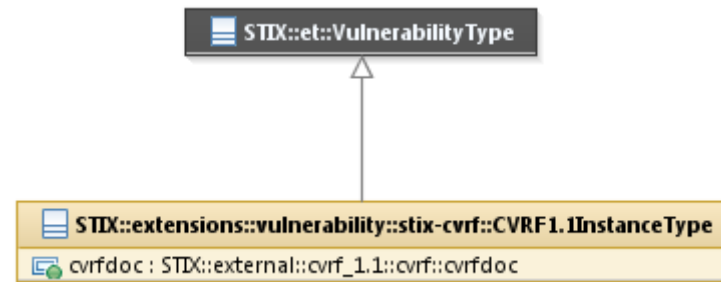 STIX::et::VulnerabilityType
STIX::extensions::vulnerability::stix-cvrf::CVRF1.1InstanceType
cvrfdoc : STIX::external::cvrf_1.1::cvrf::cvrfdoc